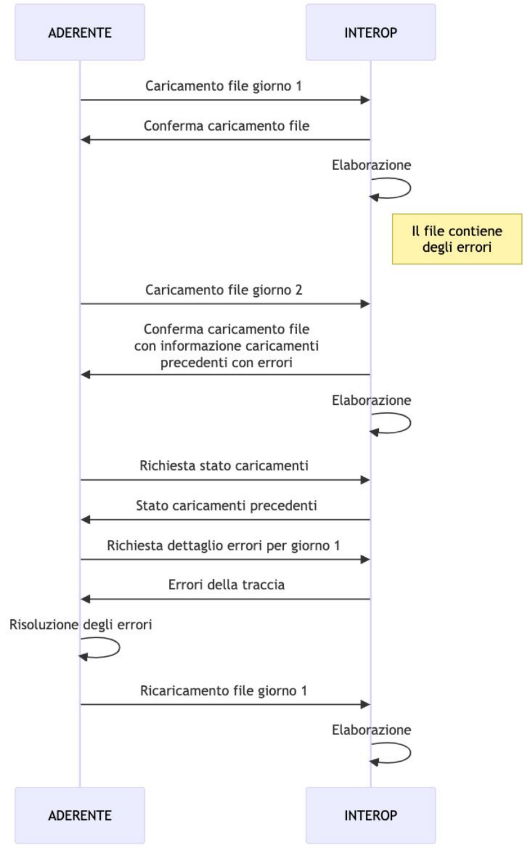 ADERENTE
INTEROP
Caricamento file giorno 1
Conferma caricamento file
Elaborazione
Il file contiene
degli errori
Caricamento file giorno 2
Conferma caricamento file
con informazione caricamenti
precedenti con errori
Elaborazione
Richiesta stato caricamenti
Stato caricamenti precedenti
Richiesta dettaglio errori per giorno 1
Errori della traccia
Risoluzione degli errori
Ricaricamento file giorno 1
Elaborazione
ADERENTE
INTEROP